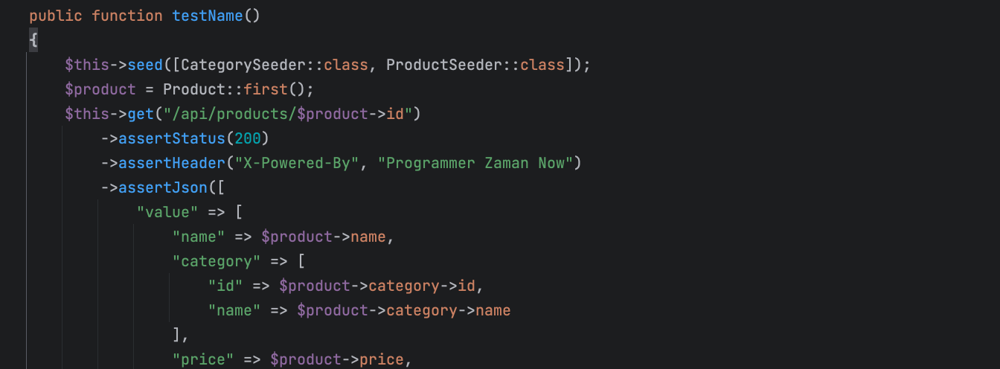 public function testName()
{
    $this->seed([CategorySeeder::class, ProductSeeder::class]);
    $product = Product::first();
    $this->get("/api/products/$product->id")
        ->assertStatus(200)
        ->assertHeader("X-Powered-By", "Programmer Zaman Now")
        ->assertJson([
            "value" => [
                "name" => $product->name,
                "category" => [
                    "id" => $product->category->id,
                    "name" => $product->category->name
                ],
                "price" => $product->price,